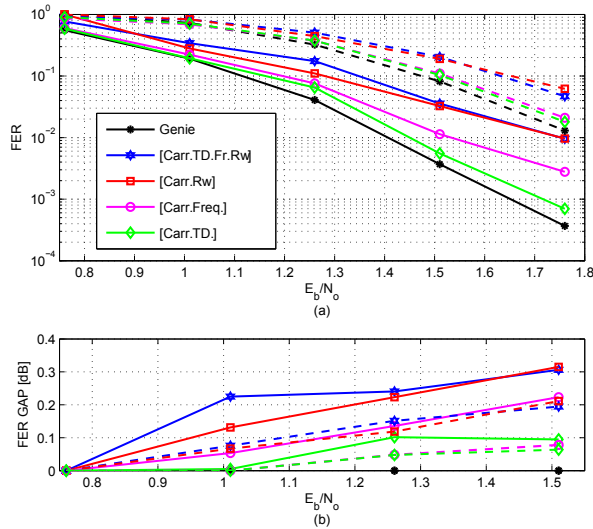 10^0
10^-1
10^-2
10^-3
10^-4
FER
Genie
[Carr.TD.Fr.Rw]
[Carr.Rw]
[Carr.Freq.]
[Carr.TD.]
0.8 0.9 1 1.1 1.2 1.3 1.4 1.5 1.6 1.7 1.8
E_b/N_o
(a)
0.4
0.3
0.2
0.1
0
FER GAP [dB]
0.8 0.9 1 1.1 1.2 1.3 1.4 1.5
E_b/N_o
(b)